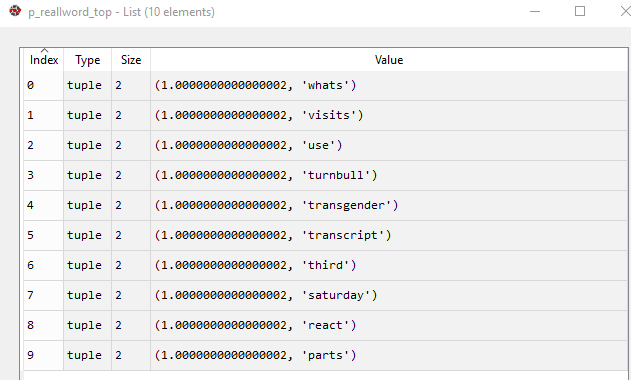 p_reallword_top - List (10 elements)
Index Type Size Value
0 tuple 2 (1.0000000000000002, 'whats')
1 tuple 2 (1.0000000000000002, 'visits')
2 tuple 2 (1.0000000000000002, 'use')
3 tuple 2 (1.0000000000000002, 'turnbull')
4 tuple 2 (1.0000000000000002, 'transgender')
5 tuple 2 (1.0000000000000002, 'transcript')
6 tuple 2 (1.0000000000000002, 'third')
7 tuple 2 (1.0000000000000002, 'saturday')
8 tuple 2 (1.0000000000000002, 'react')
9 tuple 2 (1.0000000000000002, 'parts')